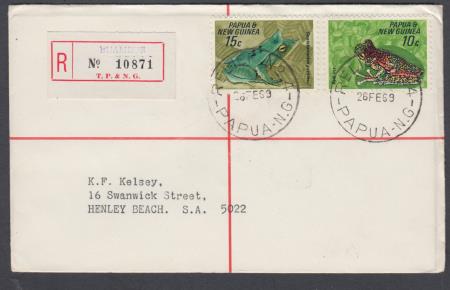 R
No 10871
T. P. & N. G.
PAPUA &
NEW GUINEA
15c
PAPUA &
NEW GUINEA
10c
26FE69
PAPUA-N.G.
26FE69
PAPUA-N.G.
K.F. Kelsey,
16 Swanwick Street,
HENLEY BEACH. S.A. 5022